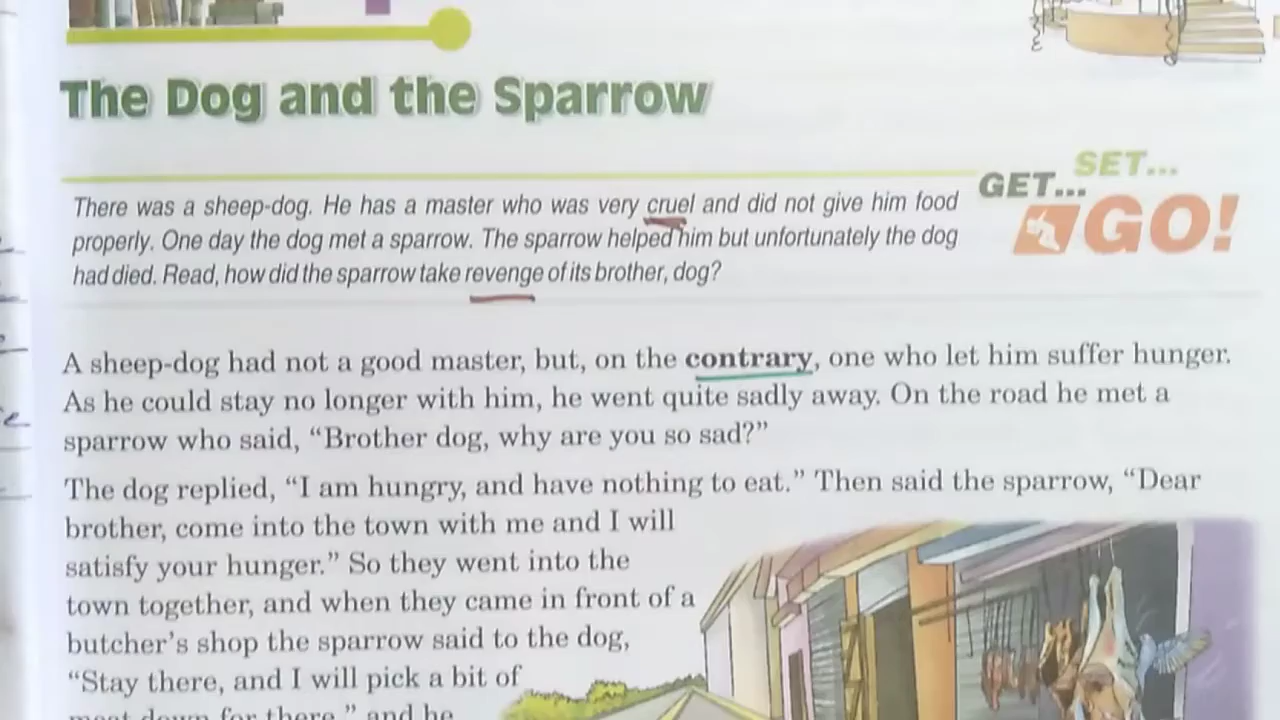 The Dog and the Sparrow
GET... SET...
GO!
There was a sheep-dog. He has a master who was very cruel and did not give him food
properly. One day the dog met a sparrow. The sparrow helped him but unfortunately the dog
had died. Read, how did the sparrow take revenge of its brother, dog?
A sheep-dog had not a good master, but, on the contrary, one who let him suffer hunger.
As he could stay no longer with him, he went quite sadly away. On the road he met a
sparrow who said, “Brother dog, why are you so sad?”
The dog replied, “I am hungry, and have nothing to eat.” Then said the sparrow, “Dear
brother, come into the town with me and I will
satisfy your hunger.” So they went into the
town together, and when they came in front of a
butcher’s shop the sparrow said to the dog,
“Stay there, and I will pick a bit of
meat down for there,” and he